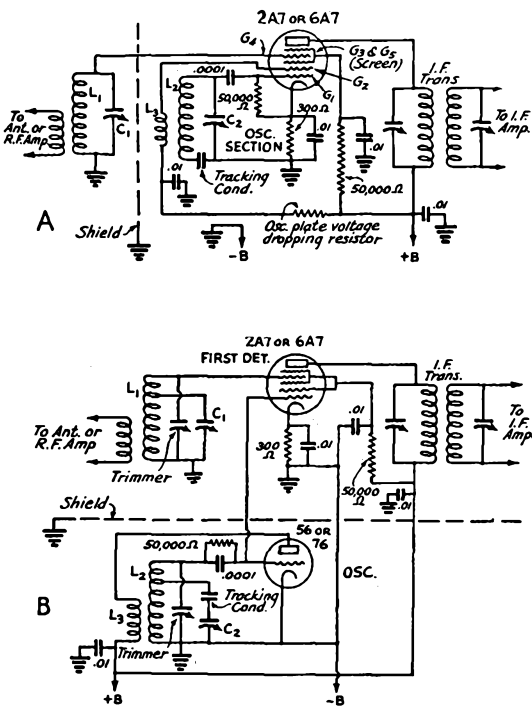 2A7 OR 6A7
G4
G3 & G5
(Screen)
G2
G1
I.F.
Trans.
.0001
L1
L2
L3
C1
C2
50,000Ω
300Ω
.01
.01
OSC.
SECTION
To
Ant. or
R.F. Amp.
To I.F.
Amp.
.01
Tracking
Cond.
50,000Ω
A
Shield
Osc. plate voltage
dropping resistor
.01
-B
+B
2A7 OR 6A7
FIRST DET.
I.F.
Trans.
L1
C1
To Ant. or
R.F. Amp.
Trimmer
300
Ω
.01
.01
50,000
Ω
.01
To
I.F.
Amp.
Shield
56 OR
76
50,000Ω
L2
.0001
OSC.
B
L3
Tracking
Cond.
C2
Trimmer
.01
+B
-B